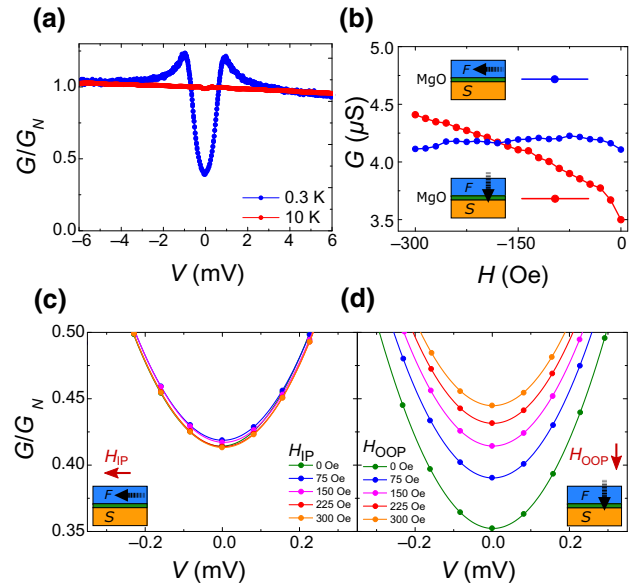 (a)
G/G_N
1.0
0.5
0.0
−6 −4 −2 0 2 4 6
V (mV)
0.3 K
10 K
(b)
G (µS)
5.0
4.5
4.0
3.5
−300 −150 0
H (Oe)
MgO
F
S
MgO
F
S
(c)
G/G_N
0.50
0.45
0.40
0.35
−0.2 0.0 0.2
V (mV)
H_IP
F
S
H_IP
0 Oe
75 Oe
150 Oe
225 Oe
300 Oe
(d)
−0.2 0.0 0.2
V (mV)
H_OOP
0 Oe
75 Oe
150 Oe
225 Oe
300 Oe
H_OOP
F
S